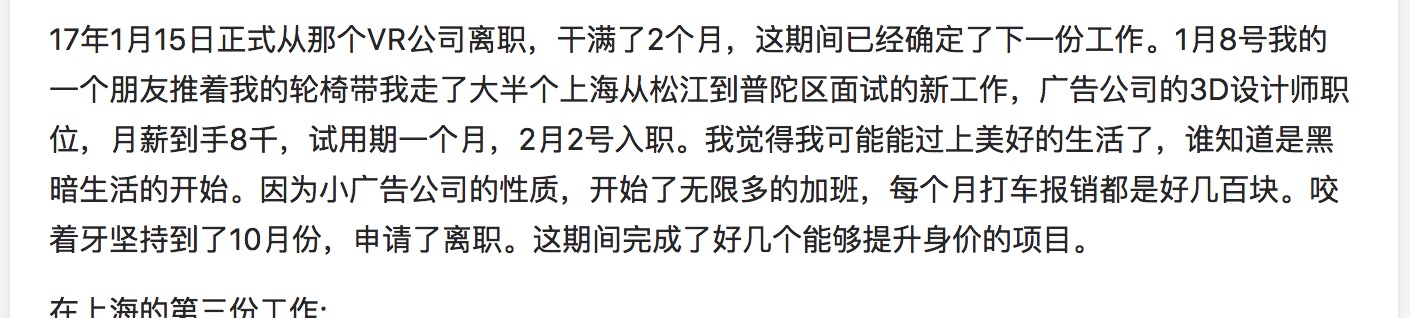 17年1月15日正式从那个VR公司离职，干满了2个月，这期间已经确定了下一份工作。1月8号我的
一个朋友推着我的轮椅带我走了大半个上海从松江到普陀区面试的新工作，广告公司的3D设计师职
位，月薪到手8千，试用期一个月，2月2号入职。我觉得我可能能过上美好的生活了，谁知道是黑
暗生活的开始。因为小广告公司的性质，开始了无限多的加班，每个月打车报销都是好几百块。咬
着牙坚持到了10月份，申请了离职。这期间完成了好几个能够提升身价的项目。
在上海的第三份工作: